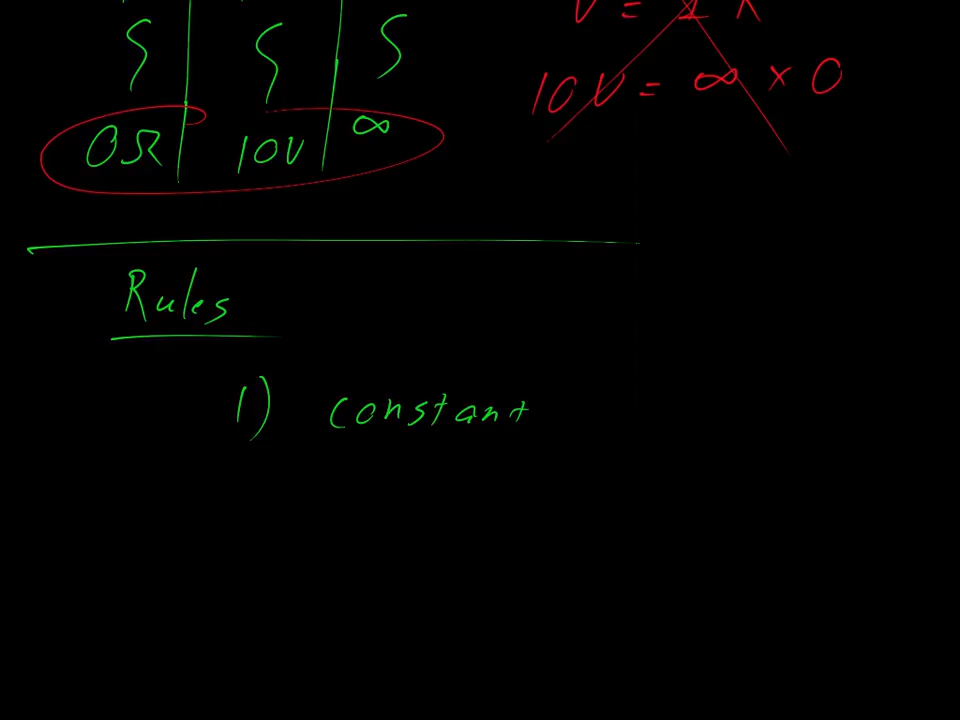 V = I R
10V = ∞ × 0
0Ω 10V ∞
Rules
1) constant